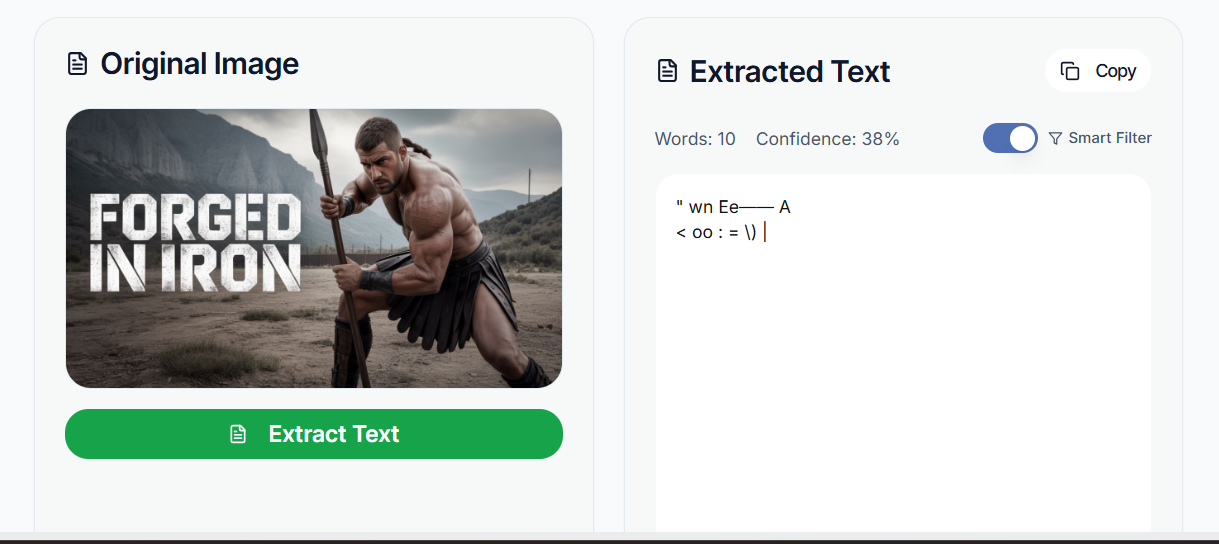 Original Image
FORGED
IN IRON
Extract Text
Extracted Text
Copy
Words: 10 Confidence: 38%
Smart Filter
" wn Ee—— A
< oo : = \) |